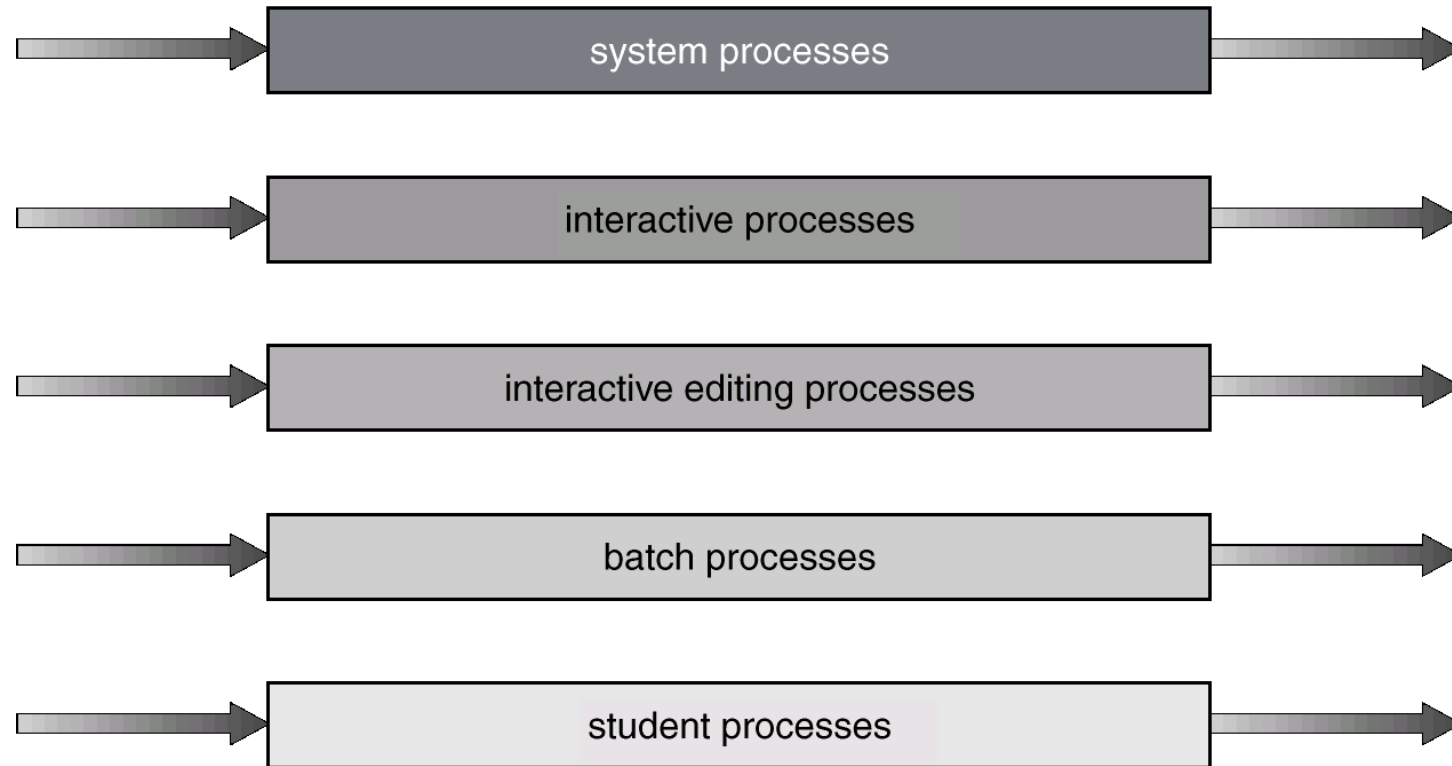 system processes
interactive processes
interactive editing processes
batch processes
student processes